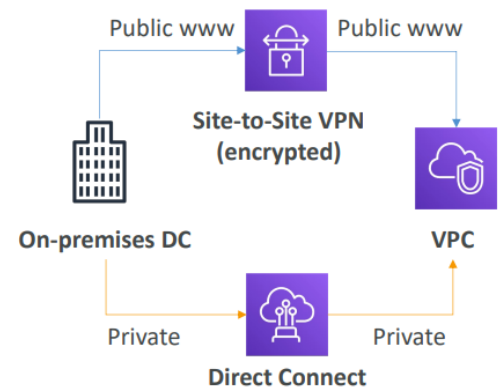 Public www
Public www
Site-to-Site VPN
(encrypted)
On-premises DC
VPC
Private
Private
Direct Connect